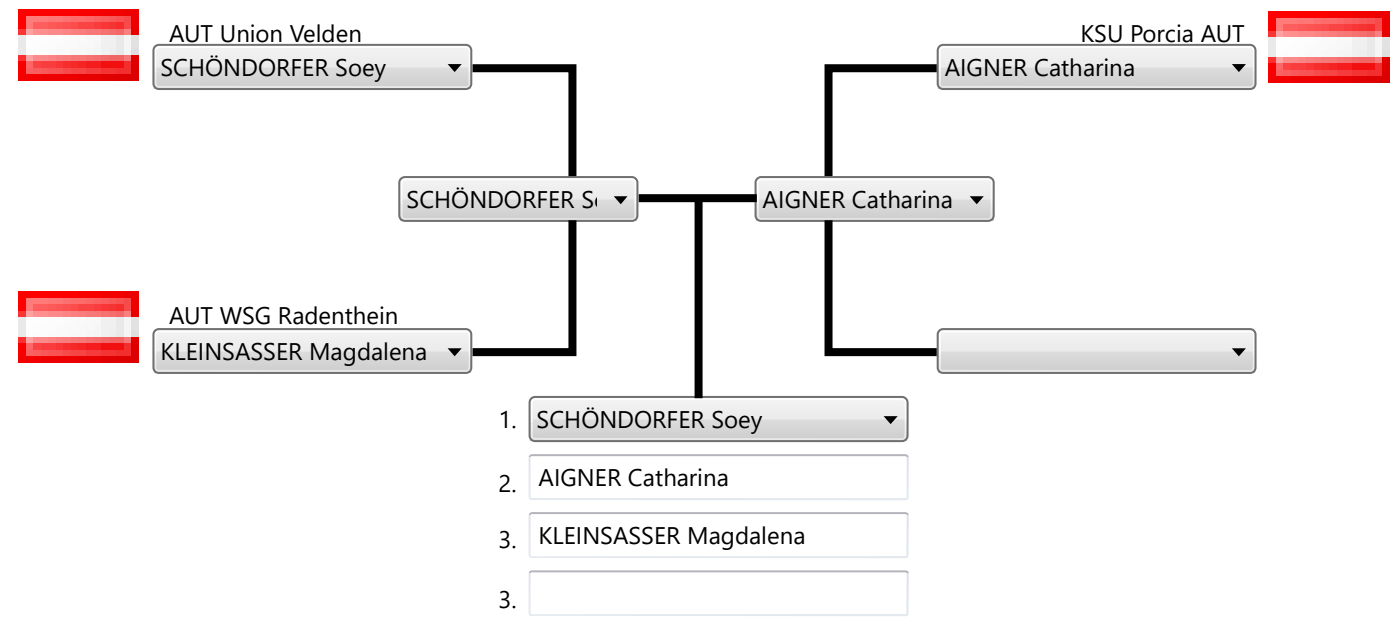 AUT Union Velden
SCHÖNDORFER Soey
KSU Porcia AUT
AIGNER Catharina
SCHÖNDORFER S
AIGNER Catharina
AUT WSG Radenthein
KLEINSASSER Magdalena
1. SCHÖNDORFER Soey
2. AIGNER Catharina
3. KLEINSASSER Magdalena
3.